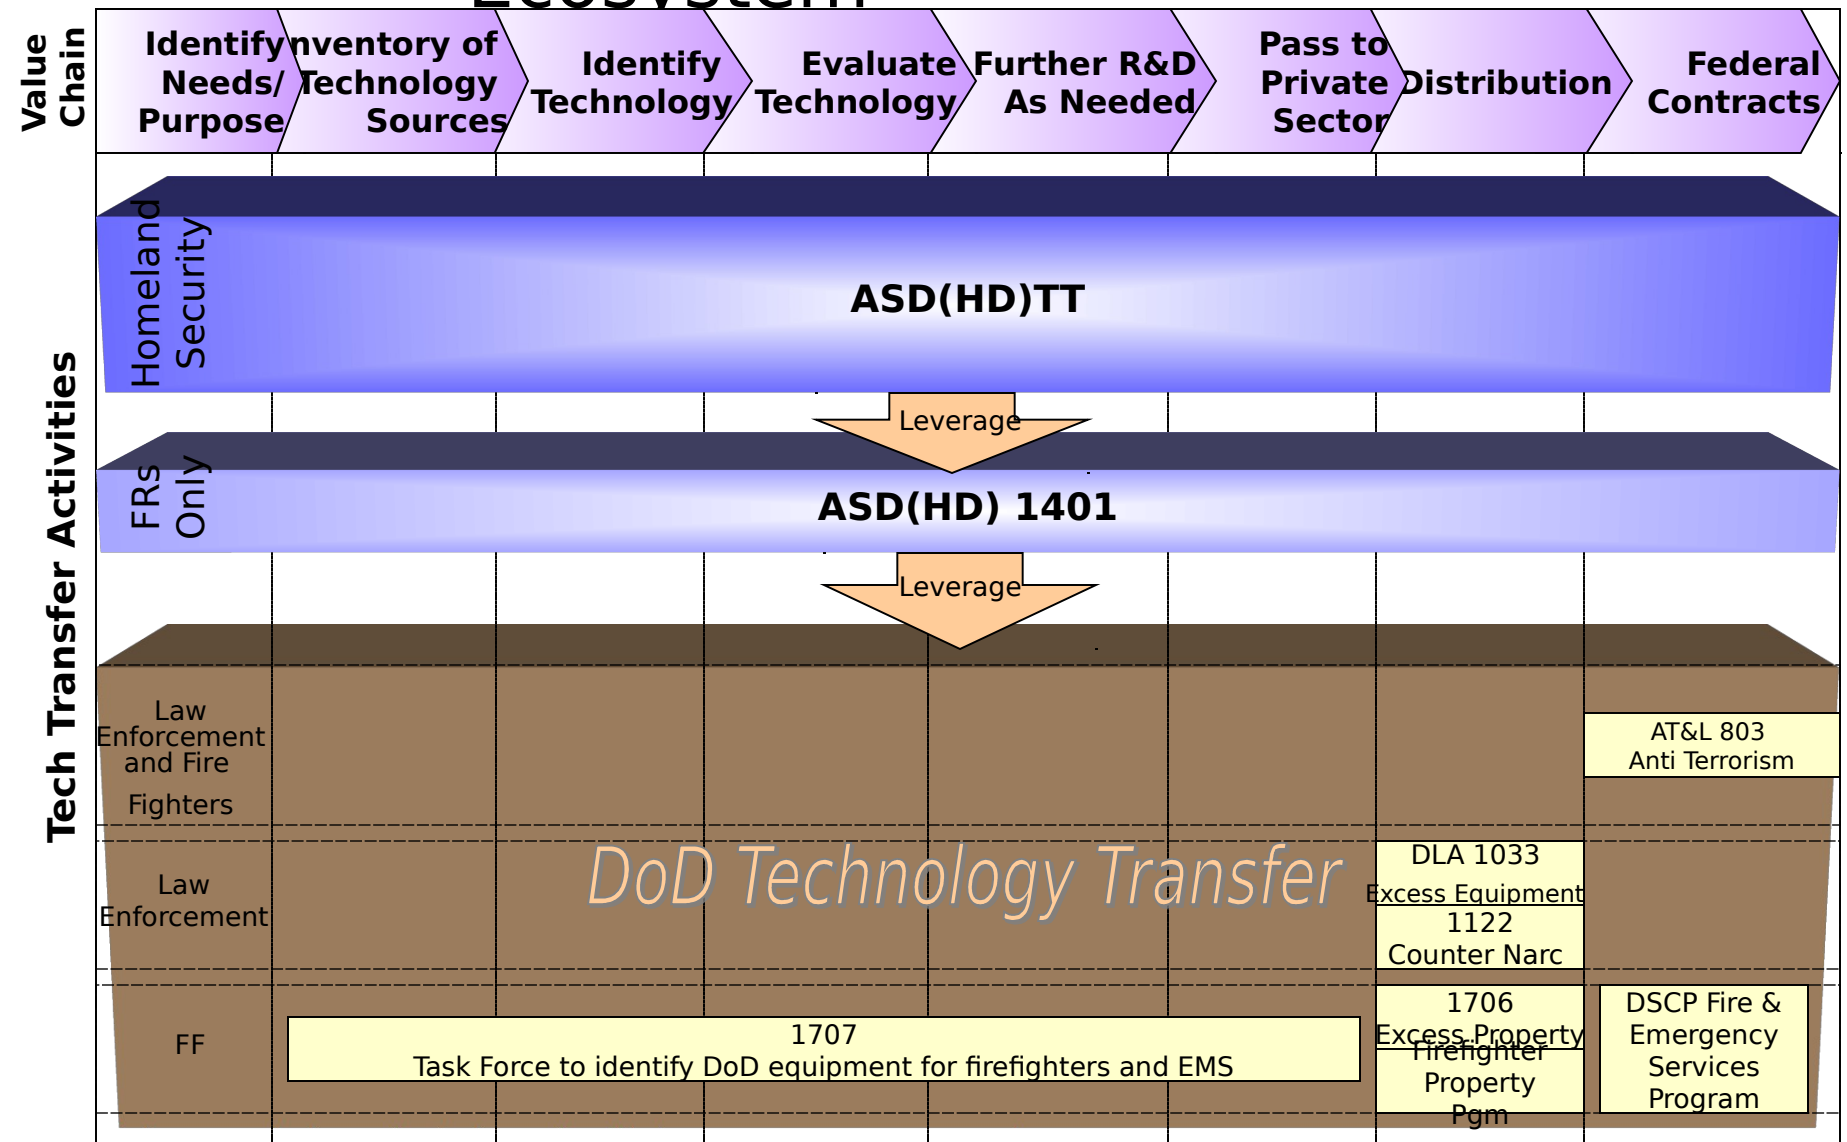 Ecosystem
Value
Chain
Identify
Needs/
Purpose
nventory of
Technology
Sources
Identify
Technology
Evaluate
Technology
Further R&D
As Needed
Pass to
Private
Sector
Distribution
Federal
Contracts
Tech Transfer Activities
Homeland
Security
ASD(HD)TT
Leverage
FRs
Only
ASD(HD) 1401
Leverage
Law
Enforcement
and Fire
Fighters
AT&L 803
Anti Terrorism
DoD Technology Transfer
Law
Enforcement
DLA 1033
Excess Equipment
1122
Counter Narc
FF
1707
Task Force to identify DoD equipment for firefighters and EMS
1706
Excess Property
Firefighter
Property
Pgm
DSCP Fire &
Emergency
Services
Program